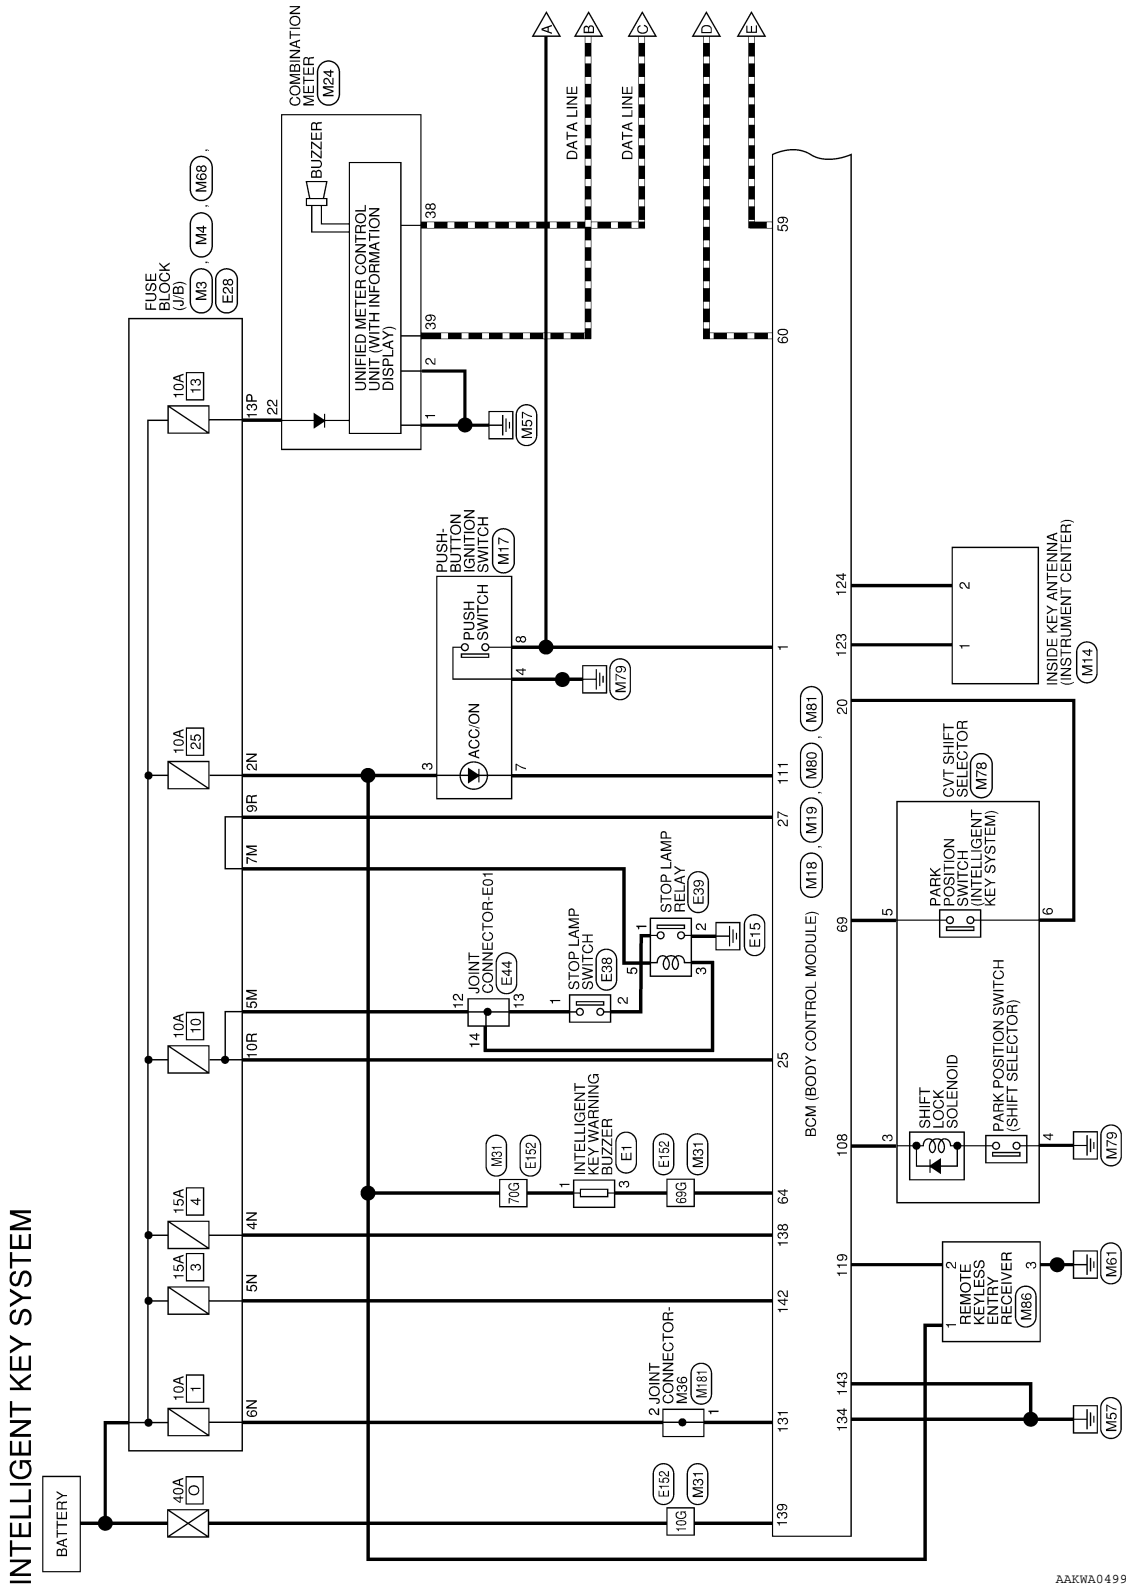 INTELLIGENT KEY SYSTEM
BATTERY
40A
O
10A
1
15A
3
15A
4
10A
10
10A
25
10A
13
FUSE
BLOCK
(J/B)
M3 , M4 , M68 ,
E28
6N
5N
4N
10R
5M
7M
9R
2N
13P
22
COMBINATION
METER
M24
BUZZER
UNIFIED METER CONTROL
UNIT (WITH INFORMATION
DISPLAY)
1
2
39
38
M57
DATA LINE
DATA LINE
A
B
C
D
E
PUSH-
BUTTON
IGNITION
SWITCH
M17
PUSH
SWITCH
ACC/ON
3
7
4
8
M79
JOINT
CONNECTOR-E01
E44
12
13
14
STOP LAMP
SWITCH
E38
1
2
STOP LAMP
RELAY
E39
1
2
5
3
E15
M31
E152
70G
INTELLIGENT
KEY WARNING
BUZZER
E1
1
3
E152
M31
69G
JOINT
CONNECTOR-
M36
M181
2
1
E152
M31
10G
139
131
142
138
64
25
27
111
1
60
59
BCM (BODY CONTROL MODULE)
M18 , M19 , M80 , M81
134
143
119
108
69
20
123
124
M57
REMOTE
KEYLESS
ENTRY
RECEIVER
M86
1
2
3
M61
CVT SHIFT
SELECTOR
M78
SHIFT
LOCK
SOLENOID
PARK POSITION SWITCH
(SHIFT SELECTOR)
PARK
POSITION
SWITCH
(INTELLIGENT
KEY SYSTEM)
3
4
5
6
M79
1
2
INSIDE KEY ANTENNA
(INSTRUMENT CENTER)
M14
AAKWA0499